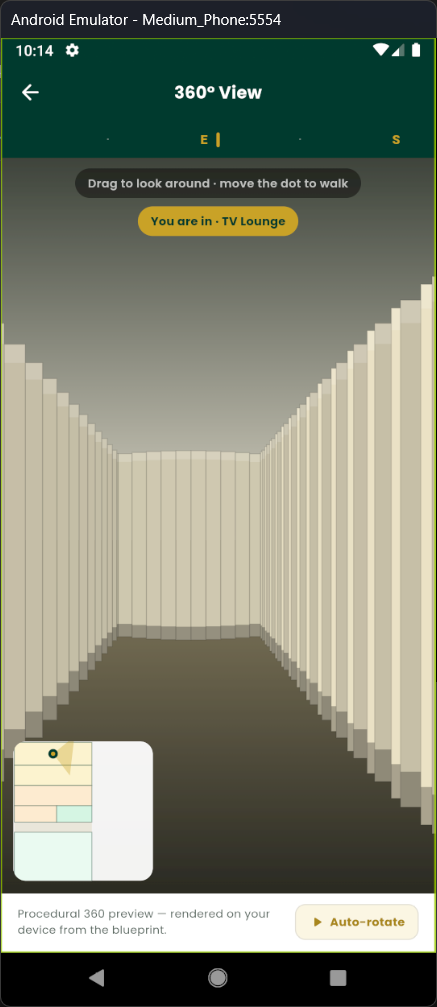 Android Emulator - Medium_Phone:5554
10:14
360° View
E S
Drag to look around · move the dot to walk
You are in · TV Lounge
Procedural 360 preview — rendered on your
device from the blueprint.
Auto-rotate